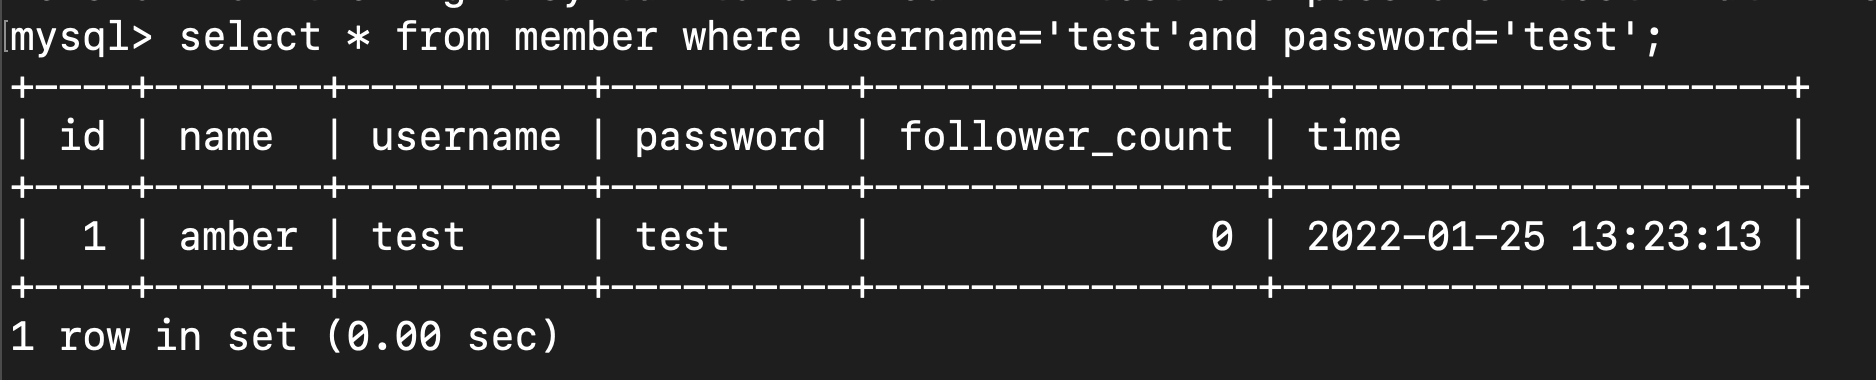 mysql> select * from member where username='test'and password='test';
+----+-------+----------+----------+----------------+---------------------+
| id | name  | username | password | follower_count | time                |
+----+-------+----------+----------+----------------+---------------------+
|  1 | amber | test     | test     |              0 | 2022-01-25 13:23:13 |
+----+-------+----------+----------+----------------+---------------------+
1 row in set (0.00 sec)